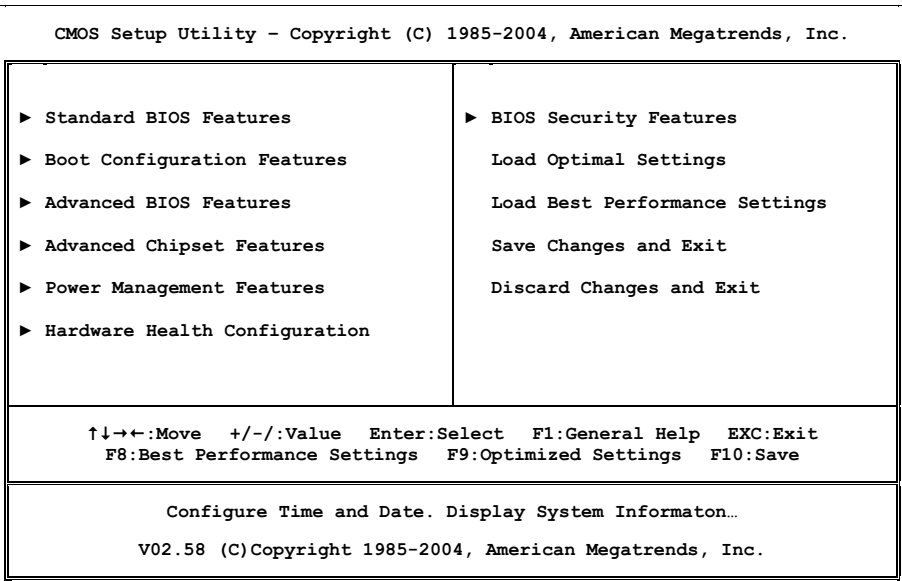 CMOS Setup Utility – Copyright (C) 1985-2004, American Megatrends, Inc.
► Standard BIOS Features
► Boot Configuration Features
► Advanced BIOS Features
► Advanced Chipset Features
► Power Management Features
► Hardware Health Configuration
► BIOS Security Features
Load Optimal Settings
Load Best Performance Settings
Save Changes and Exit
Discard Changes and Exit
↑↓→←:Move +/-/:Value Enter:Select F1:General Help EXC:Exit
F8:Best Performance Settings F9:Optimized Settings F10:Save
Configure Time and Date. Display System Informaton…
V02.58 (C)Copyright 1985-2004, American Megatrends, Inc.